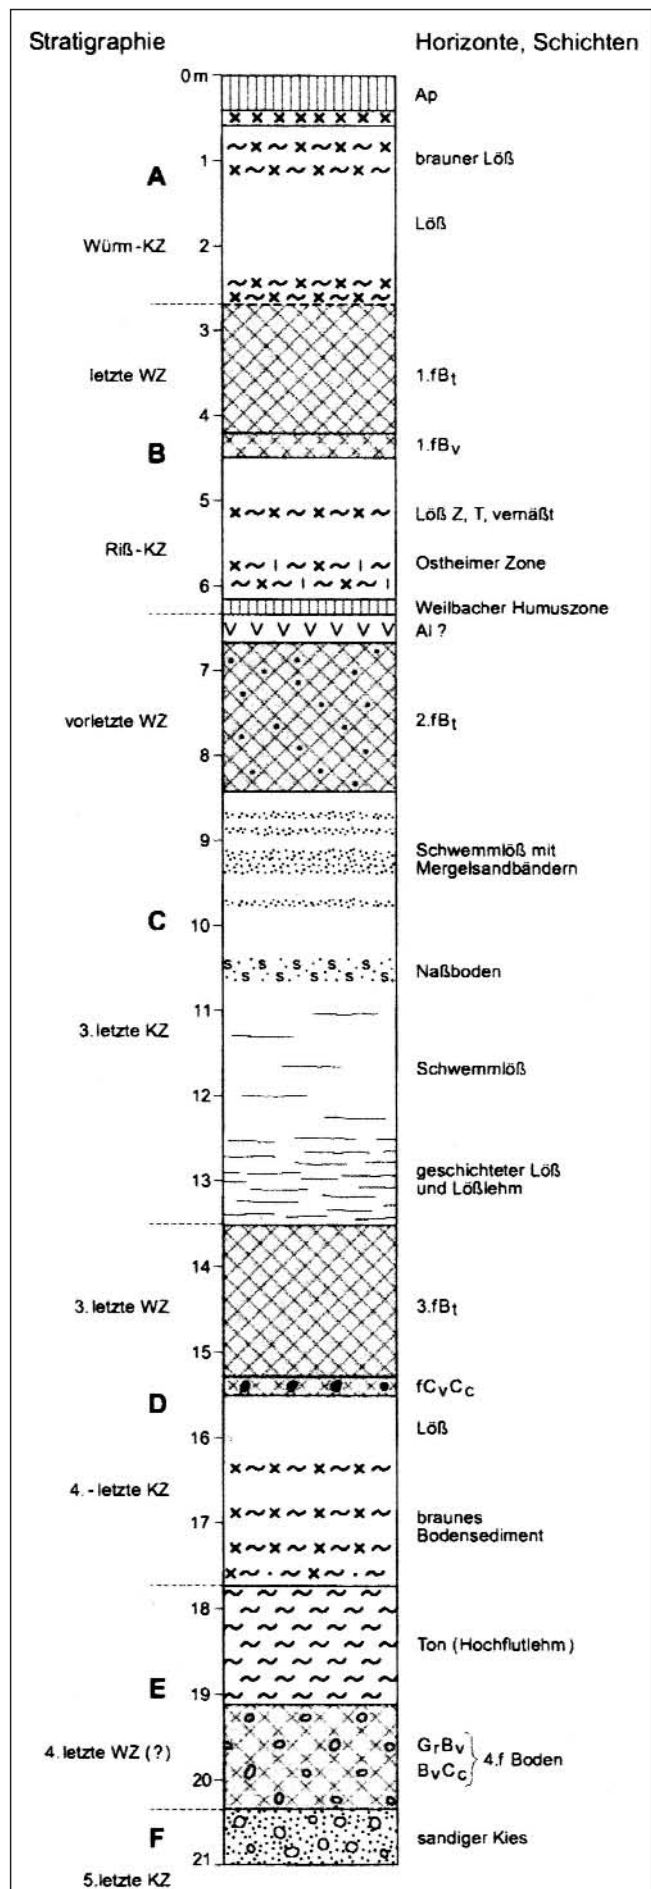 Stratigraphie Horizonte, Schichten
0 m
Ap
1 brauner Löß
A
Löß
Würm-KZ 2
3
letzte WZ 1.fBt
4
B 1.fBv
5 Löß Z, T, vernäßt
Riß-KZ Ostheimer Zone
6
Weilbacher Humuszone
Al ?
7
vorletzte WZ 2.fBt
8
9 Schwemmlöß mit
Mergelsandbändern
C 10
Naßboden
11
3. letzte KZ
Schwemmlöß
12
13 geschichteter Löß
und Lößlehm
14
3. letzte WZ 3.fBt
15
fCvCc
D
Löß
16
4.- letzte KZ
17 braunes
Bodensediment
18
Ton (Hochflutlehm)
E 19
4. letzte WZ (?) GrBv } 4.f Boden
BvCc
20
F sandiger Kies
21
5. letzte KZ